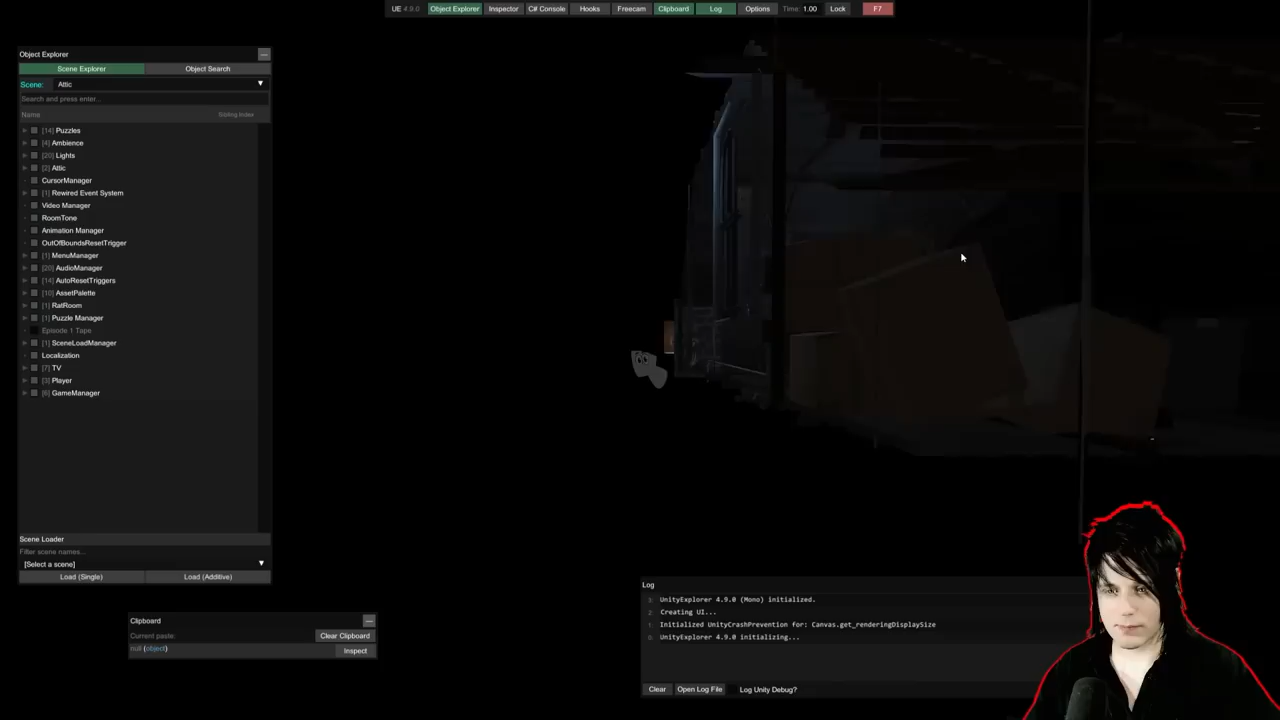 UE 4.9.0 Object Explorer Inspector C# Console Hooks Freecam Clipboard Log Options Time: 1.00 Lock F7
Object Explorer
Scene Explorer Object Search
Scene: Attic
Search and press enter...
Name Sibling Index
[14] Puzzles
[4] Ambience
[20] Lights
[2] Attic
CursorManager
[1] Rewired Event System
Video Manager
RoomTone
Animation Manager
OutOfBoundsResetTrigger
[1] MenuManager
[20] AudioManager
[14] AutoResetTriggers
[10] AssetPalette
[1] RatRoom
[1] Puzzle Manager
Episode 1 Tape
[1] SceneLoadManager
Localization
[7] TV
[3] Player
[6] GameManager
Scene Loader
Filter scene names...
[Select a scene]
Load (Single) Load (Additive)
Clipboard
Current paste: Clear Clipboard
null (object) Inspect
Log
3: UnityExplorer 4.9.0 (Mono) initialized.
2: Creating UI...
1: Initialized UnityCrashPrevention for: Canvas.get_renderingDisplaySize
0: UnityExplorer 4.9.0 initializing...
Clear Open Log File Log Unity Debug?